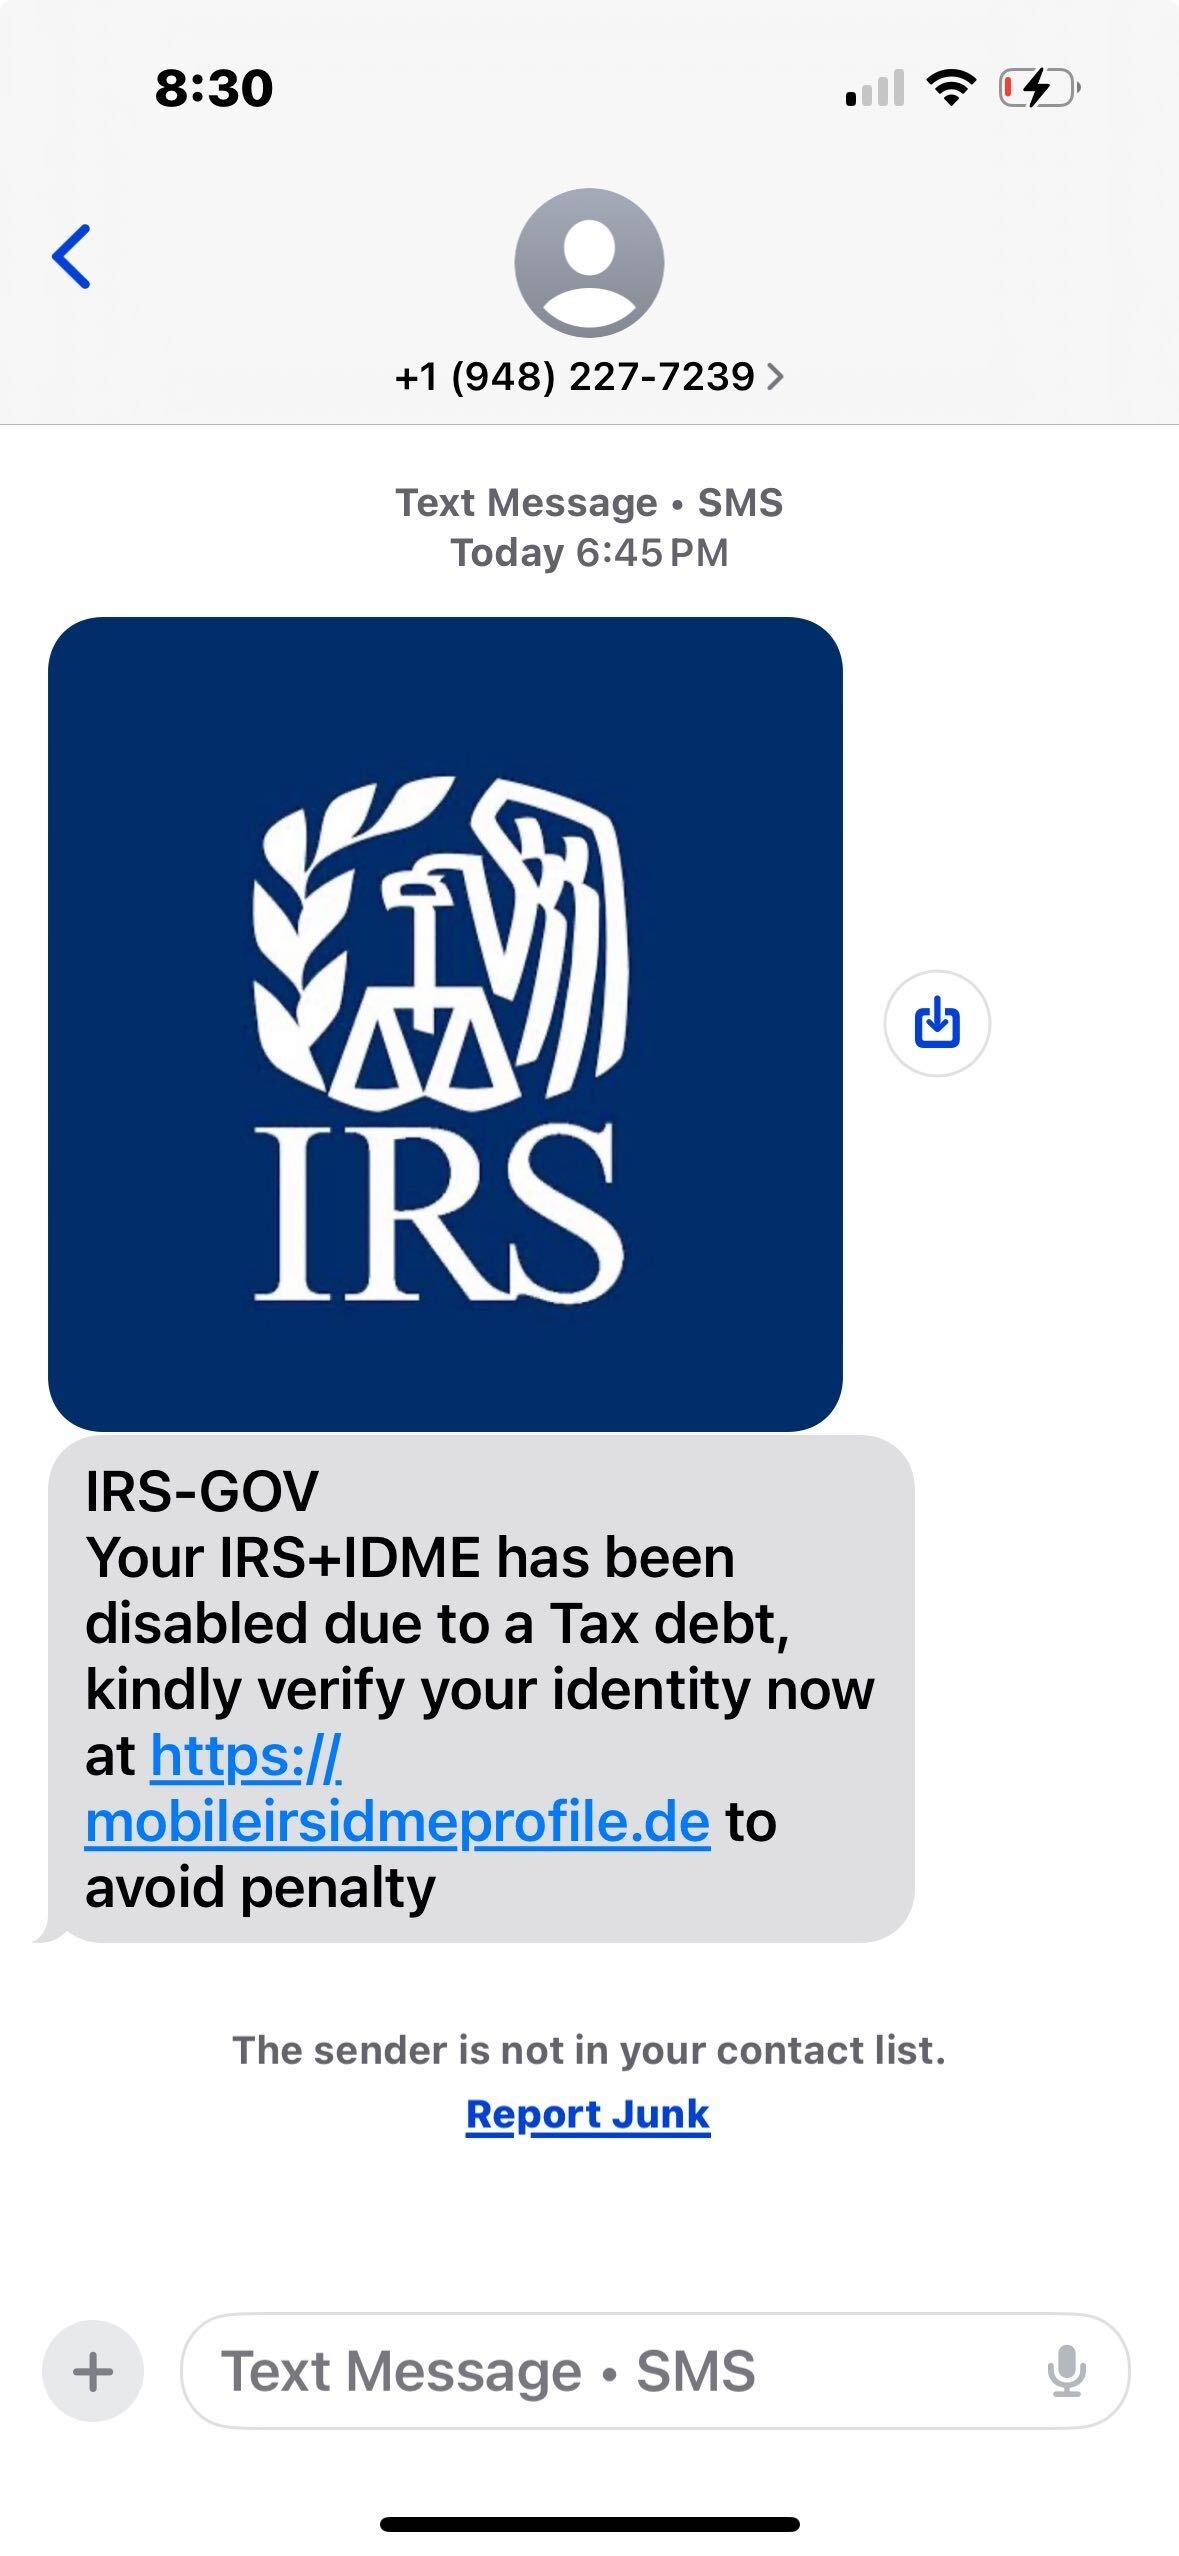 8:30
+1 (948) 227-7239
Text Message • SMS
Today 6:45 PM
IRS
IRS-GOV
Your IRS+IDME has been
disabled due to a Tax debt,
kindly verify your identity now
at https://
mobileirsidmeprofile.de to
avoid penalty
The sender is not in your contact list.
Report Junk
Text Message • SMS